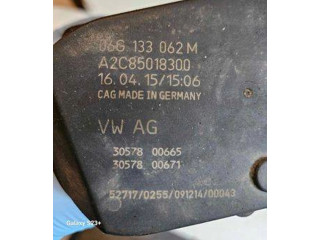 06G 133 062 M
A2C85018300
16.04.15/15:06
CAG MADE IN GERMANY
VW AG
30578 00665
30578 00671
52717/0255/091214/00043
Galaxy S23+